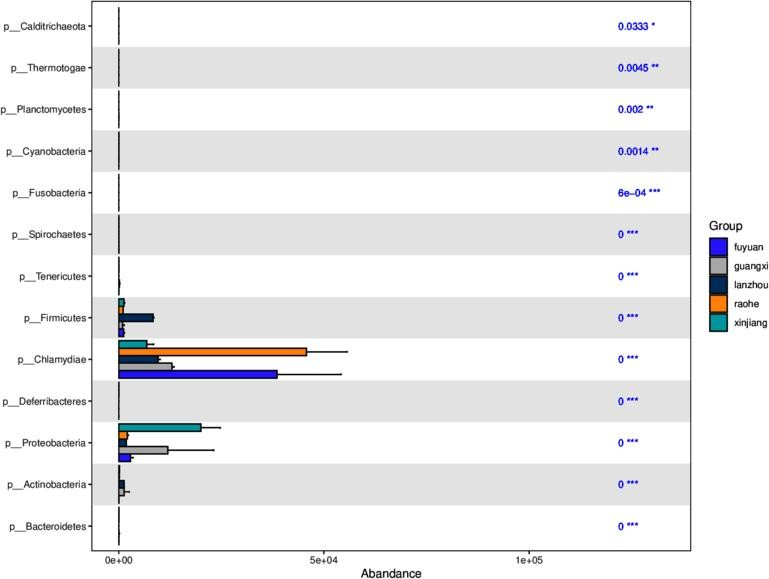 p__Calditrichaeota 0.0333 *
p__Thermotogae 0.0045 **
p__Planctomycetes 0.002 **
p__Cyanobacteria 0.0014 **
p__Fusobacteria 6e−04 ***
p__Spirochaetes 0 ***
p__Tenericutes 0 ***
p__Firmicutes 0 ***
p__Chlamydiae 0 ***
p__Deferribacteres 0 ***
p__Proteobacteria 0 ***
p__Actinobacteria 0 ***
p__Bacteroidetes 0 ***
0e+00 5e+04 1e+05
Abandance
Group
fuyuan
guangxi
lanzhou
raohe
xinjiang